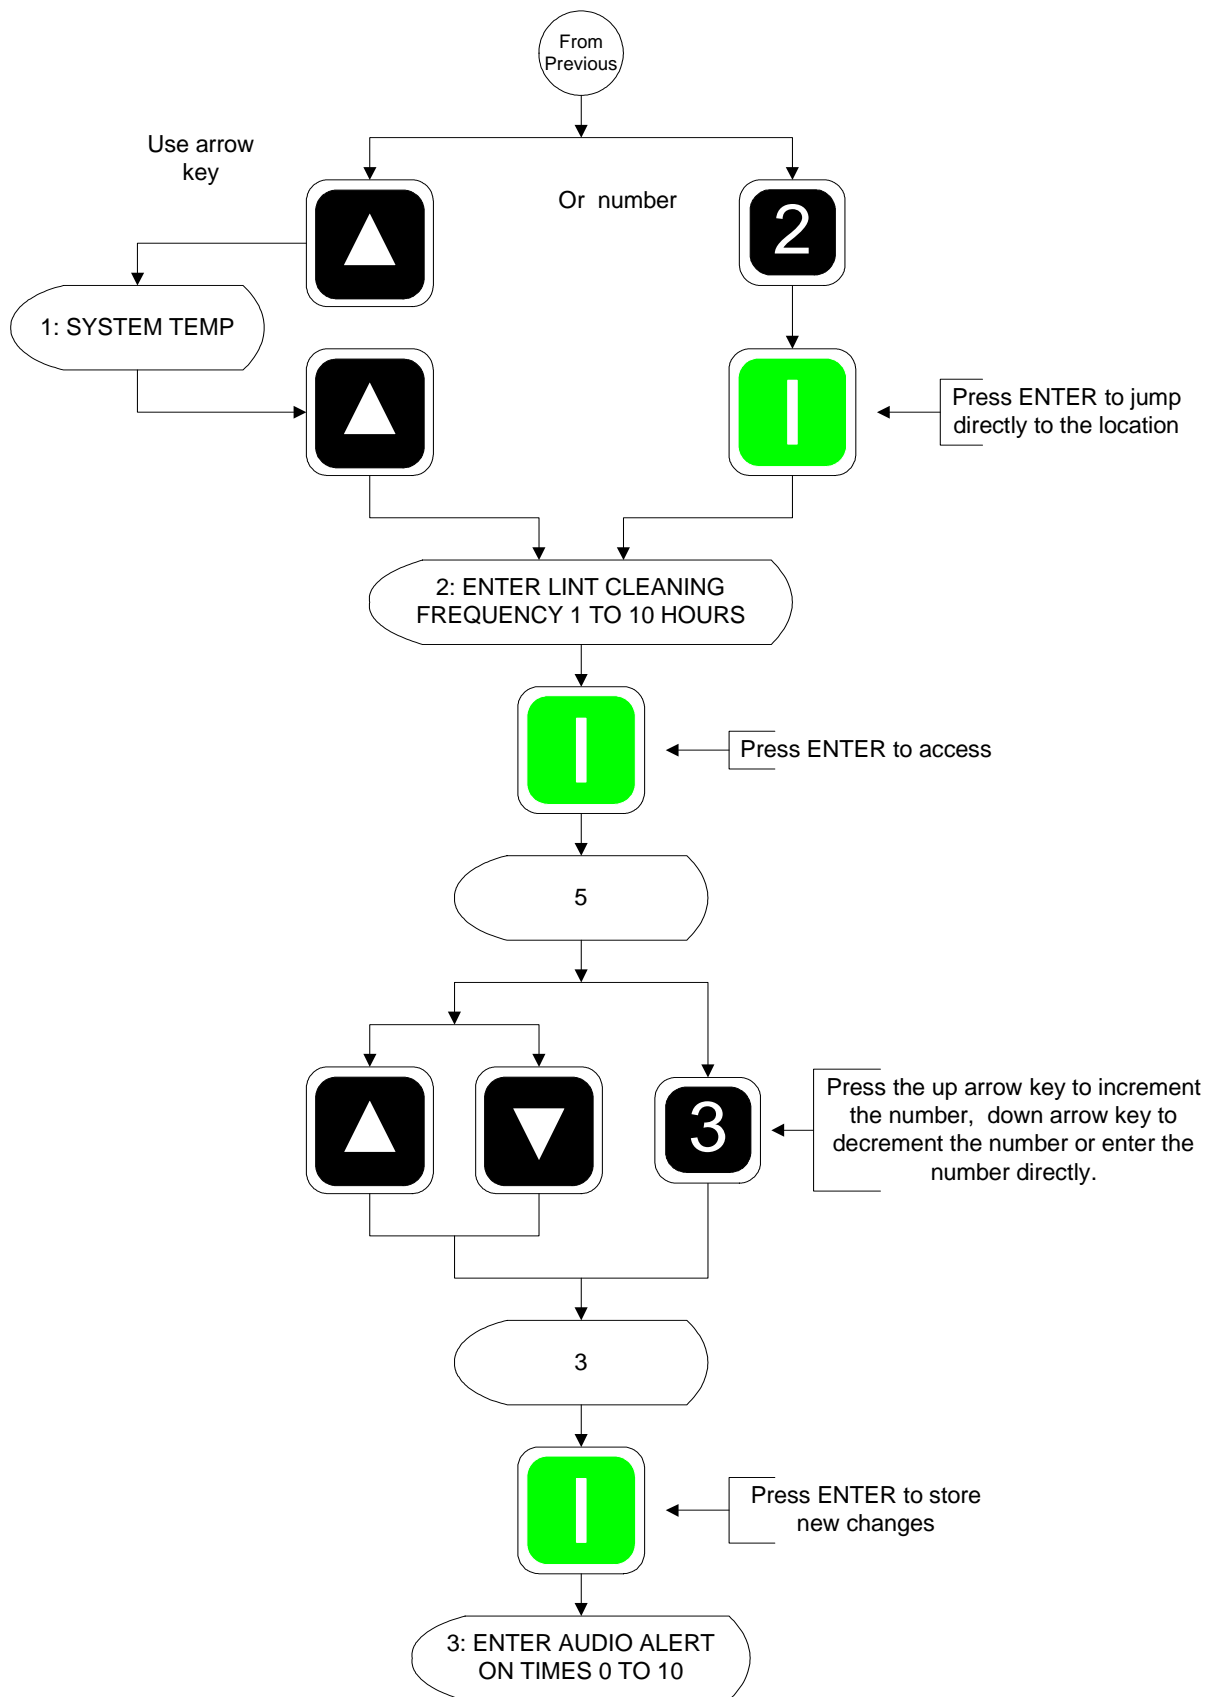 From
Previous
Use arrow
key
Or number
2
1: SYSTEM TEMP
Press ENTER to jump
directly to the location
2: ENTER LINT CLEANING
FREQUENCY 1 TO 10 HOURS
Press ENTER to access
5
3
Press the up arrow key to increment
the number, down arrow key to
decrement the number or enter the
number directly.
3
Press ENTER to store
new changes
3: ENTER AUDIO ALERT
ON TIMES 0 TO 10